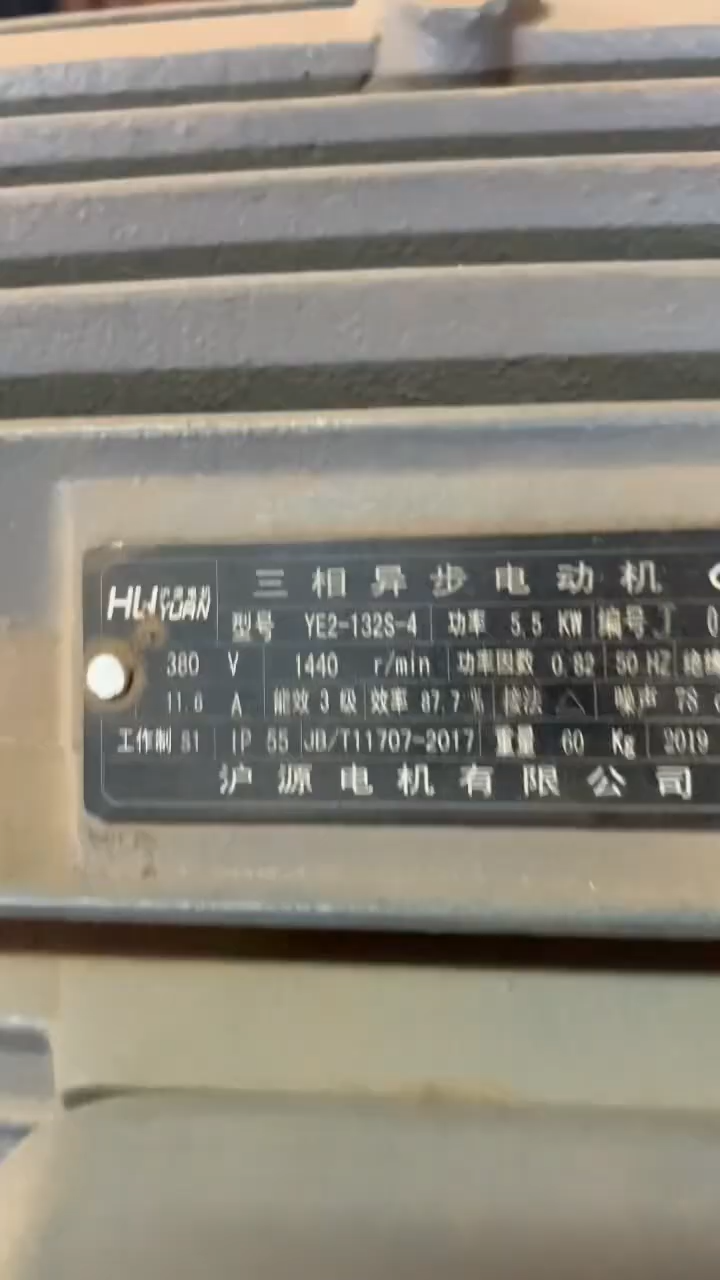 三相异步电动机
HUYUAN 型号 YE2-132S-4 功率 5.5 KW 编号
380 V 1440 r/min 功率因数 0.82 50 HZ
11.6 A 能效 3 级 效率 87.7 % 接法 △ 噪声 78
工作制 S1 IP 55 JB/T11707-2017 重量 60 Kg 2019
沪源电机有限公司